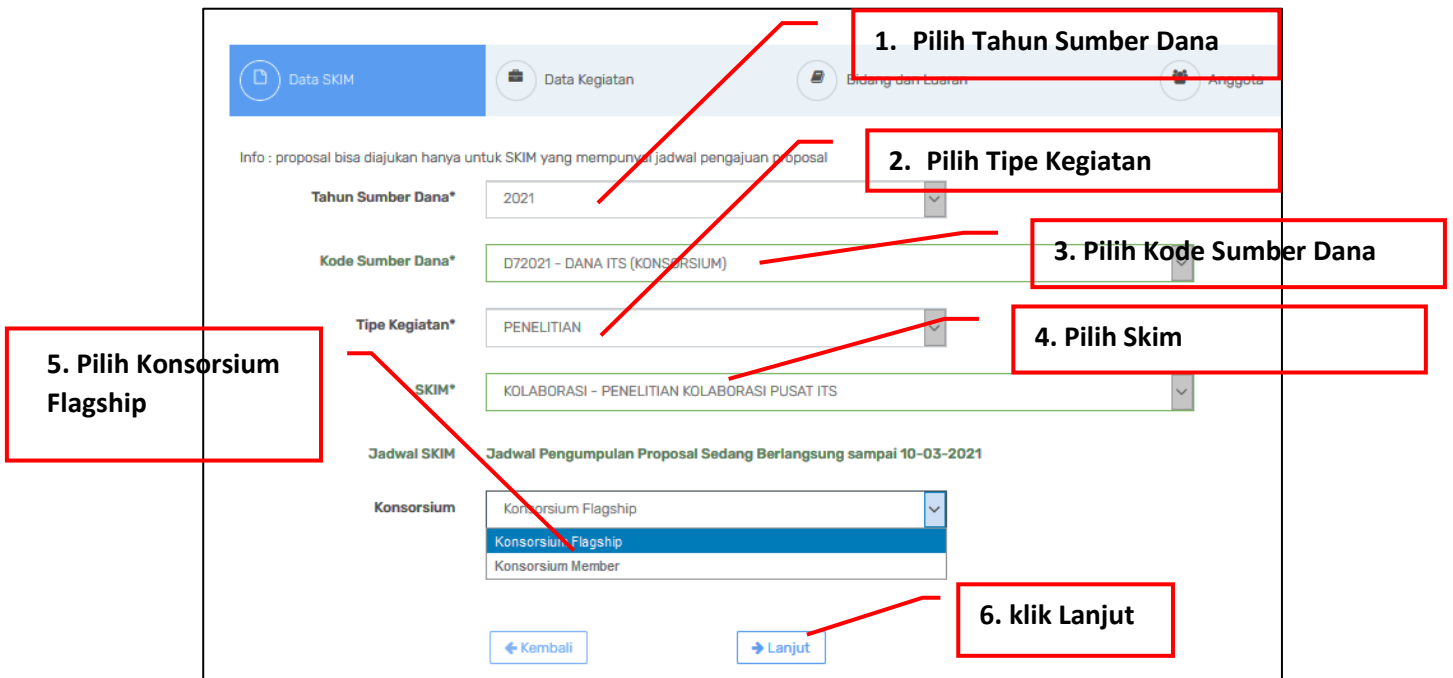 1. Pilih Tahun Sumber Dana
Data SKIM
Data Kegiatan
Bidang dan Luaran
Anggota
Info : proposal bisa diajukan hanya untuk SKIM yang mempunyai jadwal pengajuan proposal
2. Pilih Tipe Kegiatan
Tahun Sumber Dana*
2021
3. Pilih Kode Sumber Dana
Kode Sumber Dana*
D72021 - DANA ITS (KONSORSIUM)
Tipe Kegiatan*
PENELITIAN
4. Pilih Skim
5. Pilih Konsorsium
Flagship
SKIM*
KOLABORASI - PENELITIAN KOLABORASI PUSAT ITS
Jadwal SKIM
Jadwal Pengumpulan Proposal Sedang Berlangsung sampai 10-03-2021
Konsorsium
Konsorsium Flagship
Konsorsium Flagship
Konsorsium Member
6. klik Lanjut
Kembali
Lanjut